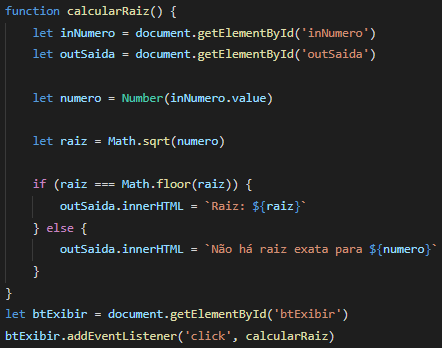 function calcularRaiz() {
    let inNumero = document.getElementById('inNumero')
    let outSaida = document.getElementById('outSaida')

    let numero = Number(inNumero.value)

    let raiz = Math.sqrt(numero)

    if (raiz === Math.floor(raiz)) {
        outSaida.innerHTML = `Raiz: ${raiz}`
    } else {
        outSaida.innerHTML = `Não há raiz exata para ${numero}`
    }
}
let btExibir = document.getElementById('btExibir')
btExibir.addEventListener('click', calcularRaiz)